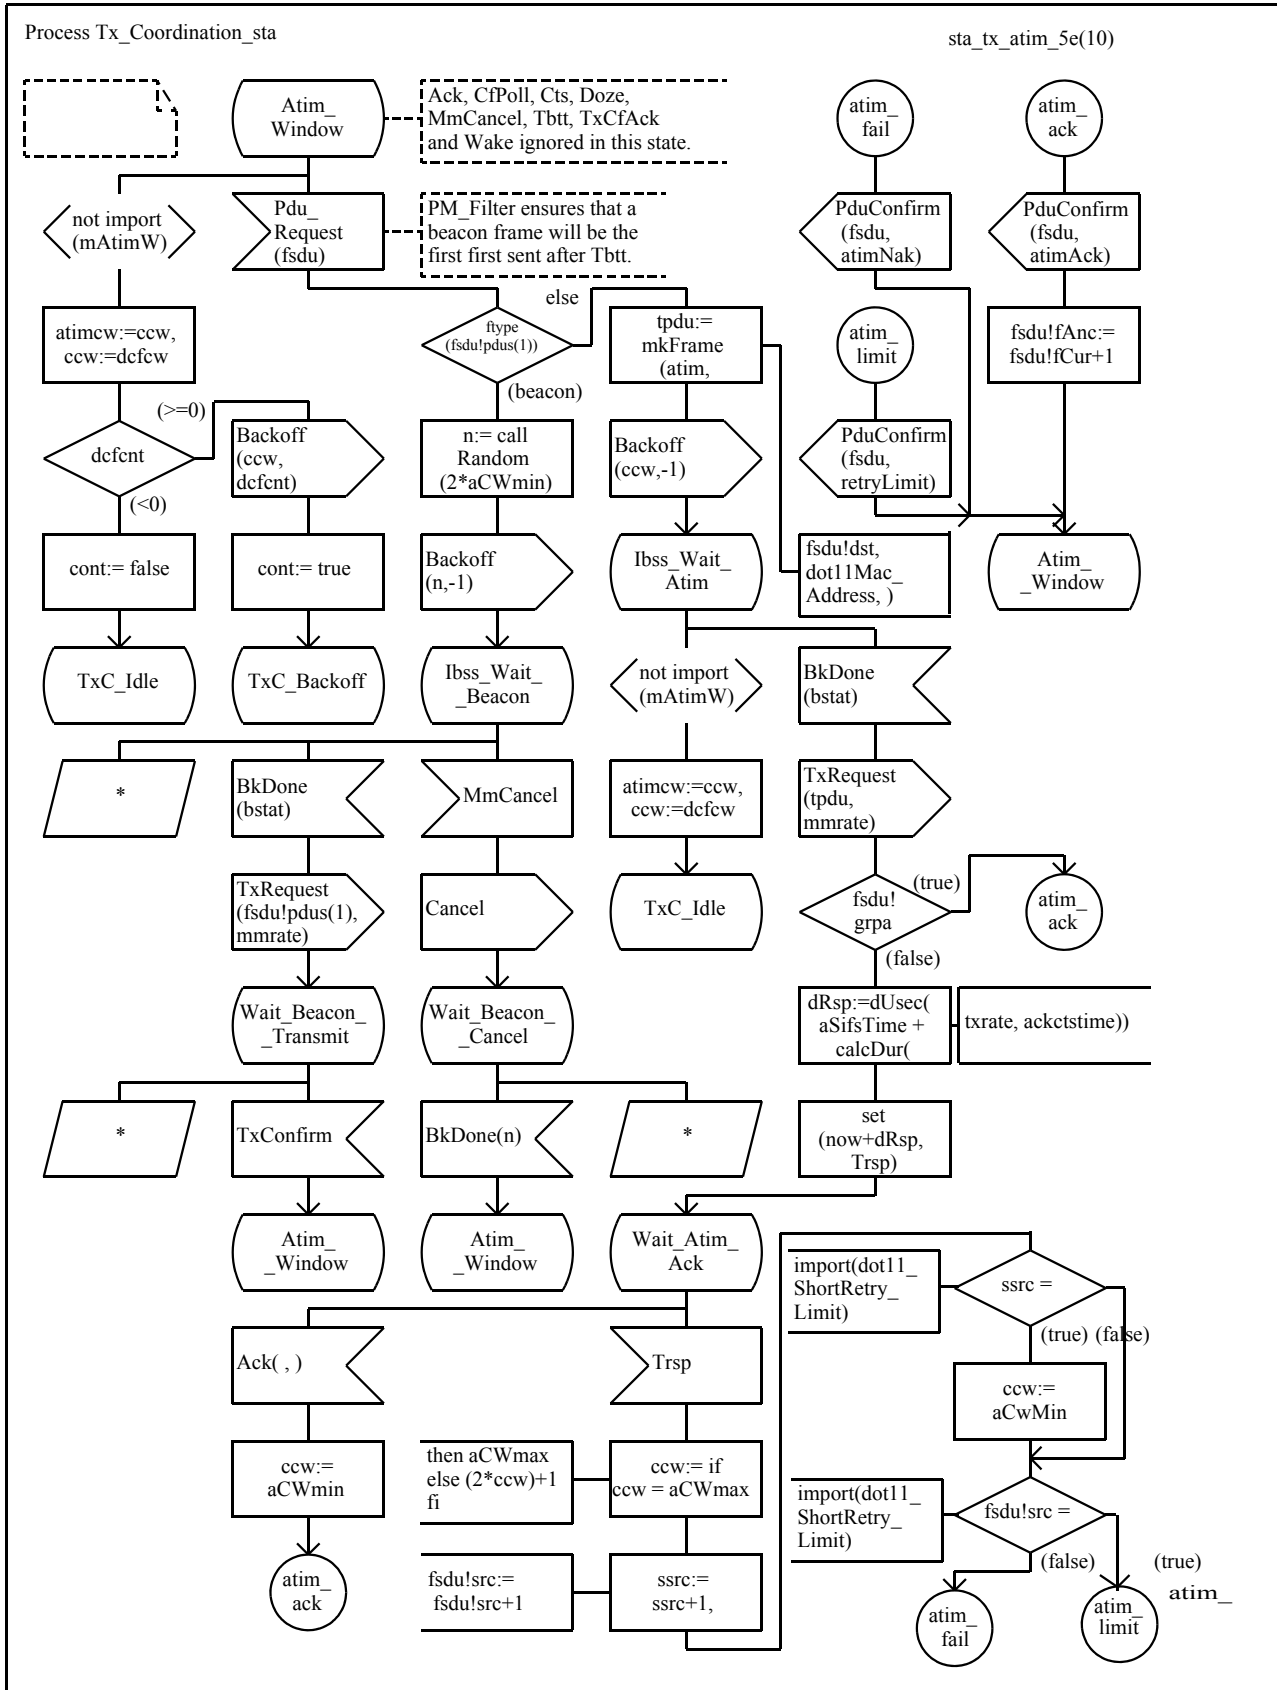 Process Tx_Coordination_sta
sta_tx_atim_5e(10)
Atim_
_Window
Ack, CfPoll, Cts, Doze,
MmCancel, Tbtt, TxCfAck
and Wake ignored in this state.
atim_
fail
atim_
ack
not import
(mAtimW)
Pdu_
_Request
(fsdu)
PM_Filter ensures that a
beacon frame will be the
first first sent after Tbtt.
PduConfirm
(fsdu,
atimNak)
PduConfirm
(fsdu,
atimAck)
else
atimcw:=ccw,
ccw:=dcfcw
ftype
(fsdu!pdus(1))
tpdu:=
mkFrame
(atim,
atim_
limit
fsdu!fAnc:=
fsdu!fCur+1
(beacon)
(>=0)
dcfcnt
(<0)
Backoff
(ccw,
dcfcnt)
n:= call
Random
(2*aCWmin)
Backoff
(ccw,-1)
PduConfirm
(fsdu,
retryLimit)
cont:= false
cont:= true
Backoff
(n,-1)
Ibss_Wait_
_Atim
fsdu!dst,
dot11Mac_
_Address, )
Atim_
_Window
TxC_Idle
TxC_Backoff
Ibss_Wait_
_Beacon
not import
(mAtimW)
BkDone
(bstat)
*
BkDone
(bstat)
MmCancel
atimcw:=ccw,
ccw:=dcfcw
TxRequest
(tpdu,
mmrate)
TxRequest
(fsdu!pdus(1),
mmrate)
Cancel
TxC_Idle
fsdu!
grpa
(true)
(false)
atim_
ack
Wait_Beacon_
_Transmit
Wait_Beacon_
_Cancel
dRsp:=dUsec(
aSifsTime +
calcDur(
txrate, ackctstime))
*
TxConfirm
BkDone(n)
*
set
(now+dRsp,
Trsp)
Atim_
_Window
Atim_
_Window
Wait_Atim_
_Ack
import(dot11_
ShortRetry_
_Limit)
ssrc =
(true) (false)
Ack( , )
Trsp
ccw:=
aCwMin
ccw:=
aCWmin
then aCWmax
else (2*ccw)+1
fi
ccw:= if
ccw = aCWmax
import(dot11_
ShortRetry_
_Limit)
fsdu!src =
(false)
(true)
atim_
ack
fsdu!src:=
fsdu!src+1
ssrc:=
ssrc+1,
atim_
fail
atim_
limit
atim_